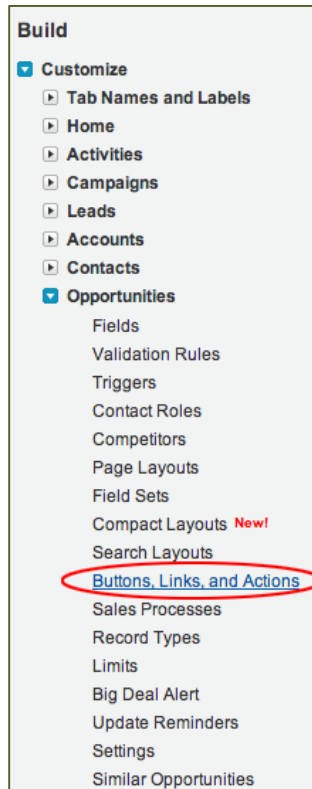 Build
Customize
Tab Names and Labels
Home
Activities
Campaigns
Leads
Accounts
Contacts
Opportunities
Fields
Validation Rules
Triggers
Contact Roles
Competitors
Page Layouts
Field Sets
Compact Layouts New!
Search Layouts
Buttons, Links, and Actions
Sales Processes
Record Types
Limits
Big Deal Alert
Update Reminders
Settings
Similar Opportunities